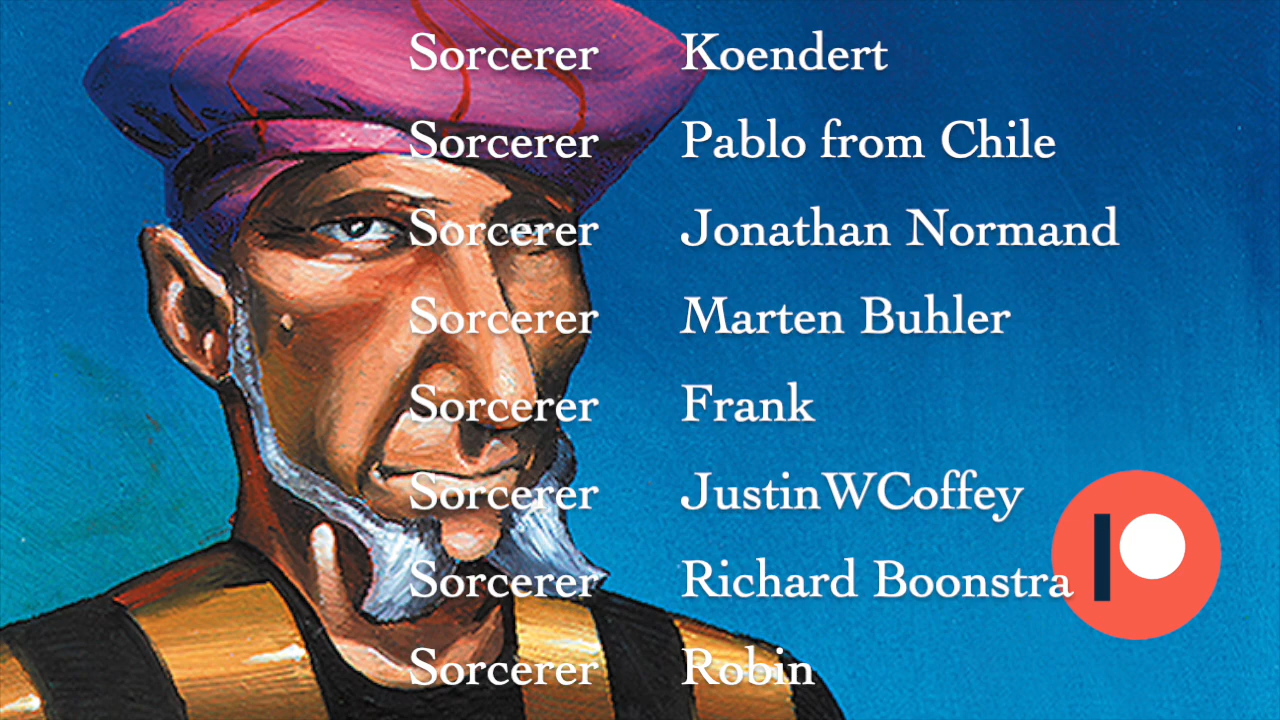 Sorcerer Koendert
Sorcerer Pablo from Chile
Sorcerer Jonathan Normand
Sorcerer Marten Buhler
Sorcerer Frank
Sorcerer JustinWCoffey
Sorcerer Richard Boonstra
Sorcerer Robin